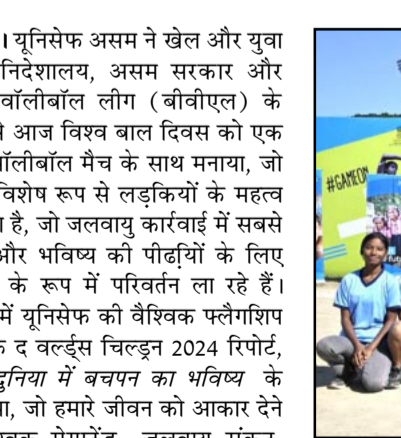 । यूनिसेफ असम ने खेल और युवा
निदेशालय, असम सरकार और
वॉलीबॉल लीग (बीवीएल) के
आज विश्व बाल दिवस को एक
वॉलीबॉल मैच के साथ मनाया, जो
विशेष रूप से लड़कियों के महत्व
है, जो जलवायु कार्रवाई में सबसे
और भविष्य की पीढ़ियों के लिए
के रूप में परिवर्तन ला रहे हैं।
में यूनिसेफ की वैश्विक फ्लैगशिप
द वर्ल्ड्स चिल्ड्रन 2024 रिपोर्ट,
दुनिया में बचपन का भविष्य के
जो हमारे जीवन को आकार देने
#GAMEON